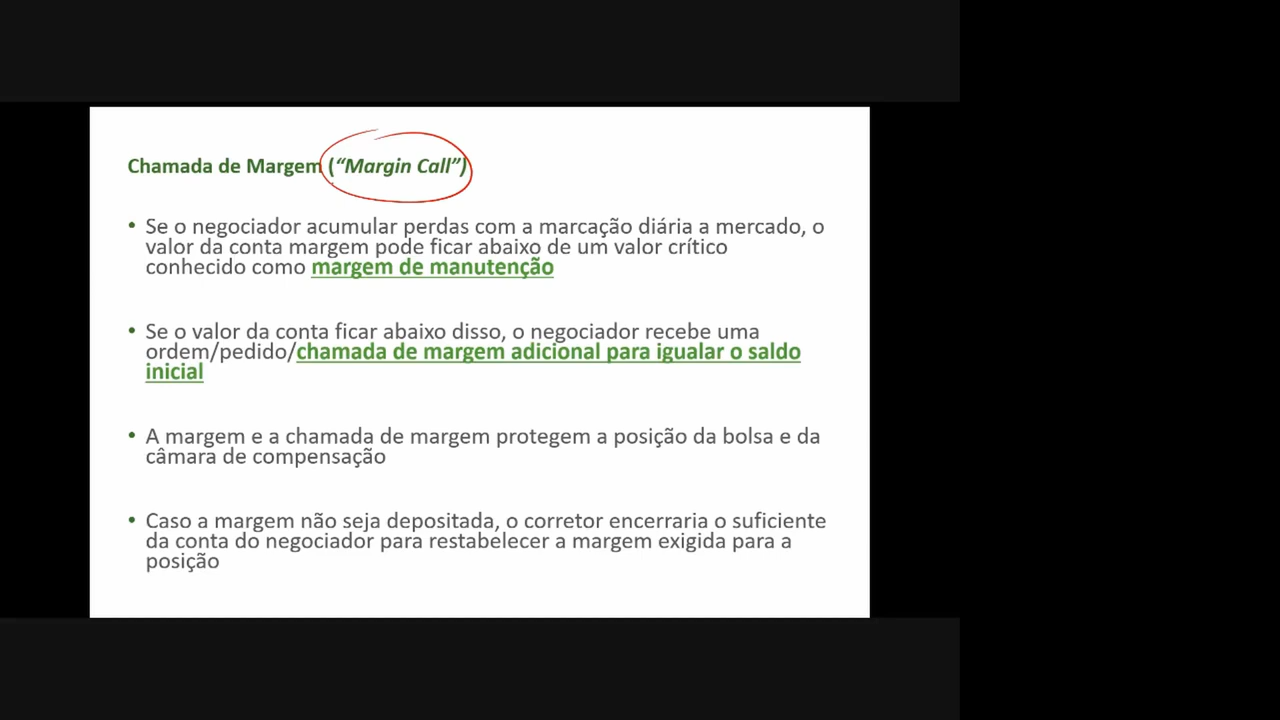 Chamada de Margem (“Margin Call”)
• Se o negociador acumular perdas com a marcação diária a mercado, o
valor da conta margem pode ficar abaixo de um valor crítico
conhecido como margem de manutenção
• Se o valor da conta ficar abaixo disso, o negociador recebe uma
ordem/pedido/chamada de margem adicional para igualar o saldo
inicial
• A margem e a chamada de margem protegem a posição da bolsa e da
câmara de compensação
• Caso a margem não seja depositada, o corretor encerraria o suficiente
da conta do negociador para restabelecer a margem exigida para a
posição